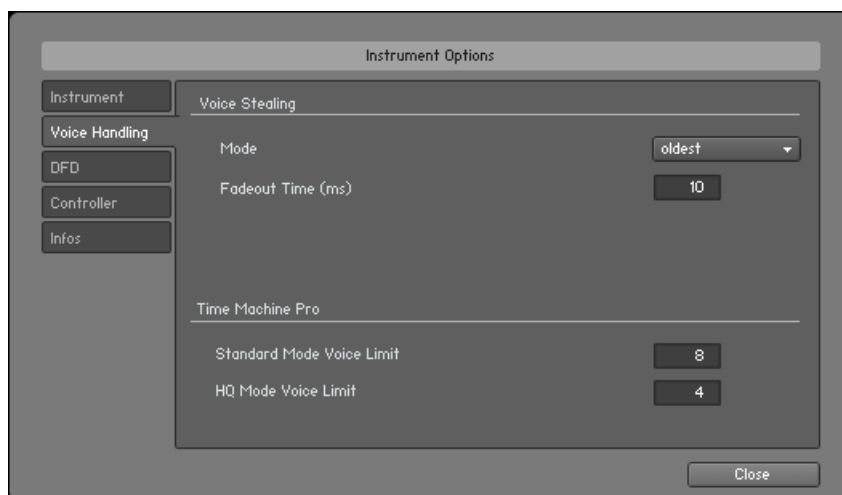 Instrument Options
Instrument
Voice Handling
DFD
Controller
Infos
Voice Stealing
Mode
oldest
Fadeout Time (ms)
10
Time Machine Pro
Standard Mode Voice Limit
8
HQ Mode Voice Limit
4
Close